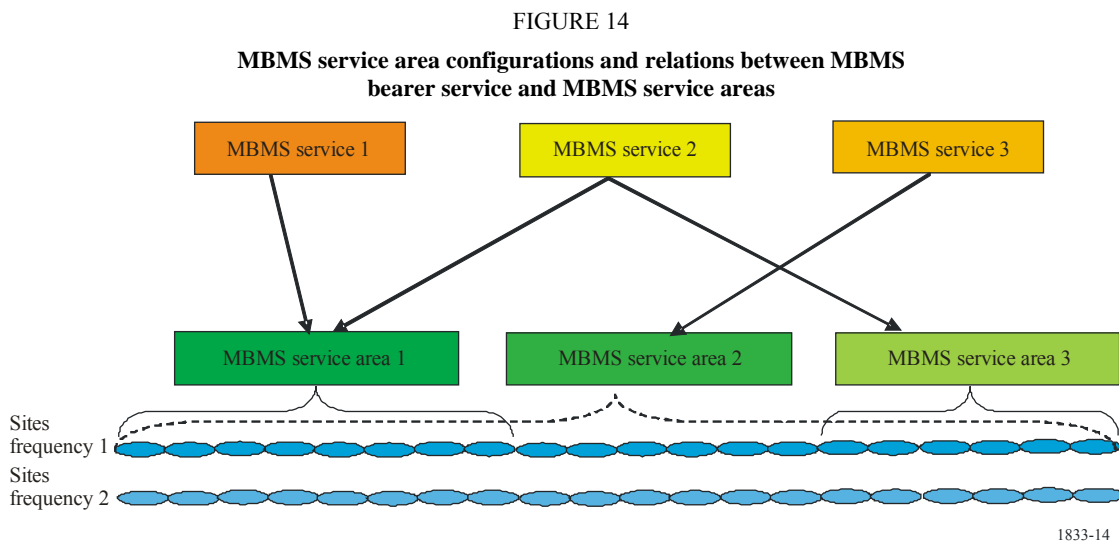 FIGURE 14
MBMS service area configurations and relations between MBMS
bearer service and MBMS service areas
MBMS service 1
MBMS service 2
MBMS service 3
MBMS service area 1
MBMS service area 2
MBMS service area 3
Sites
frequency 1
Sites
frequency 2
1833-14